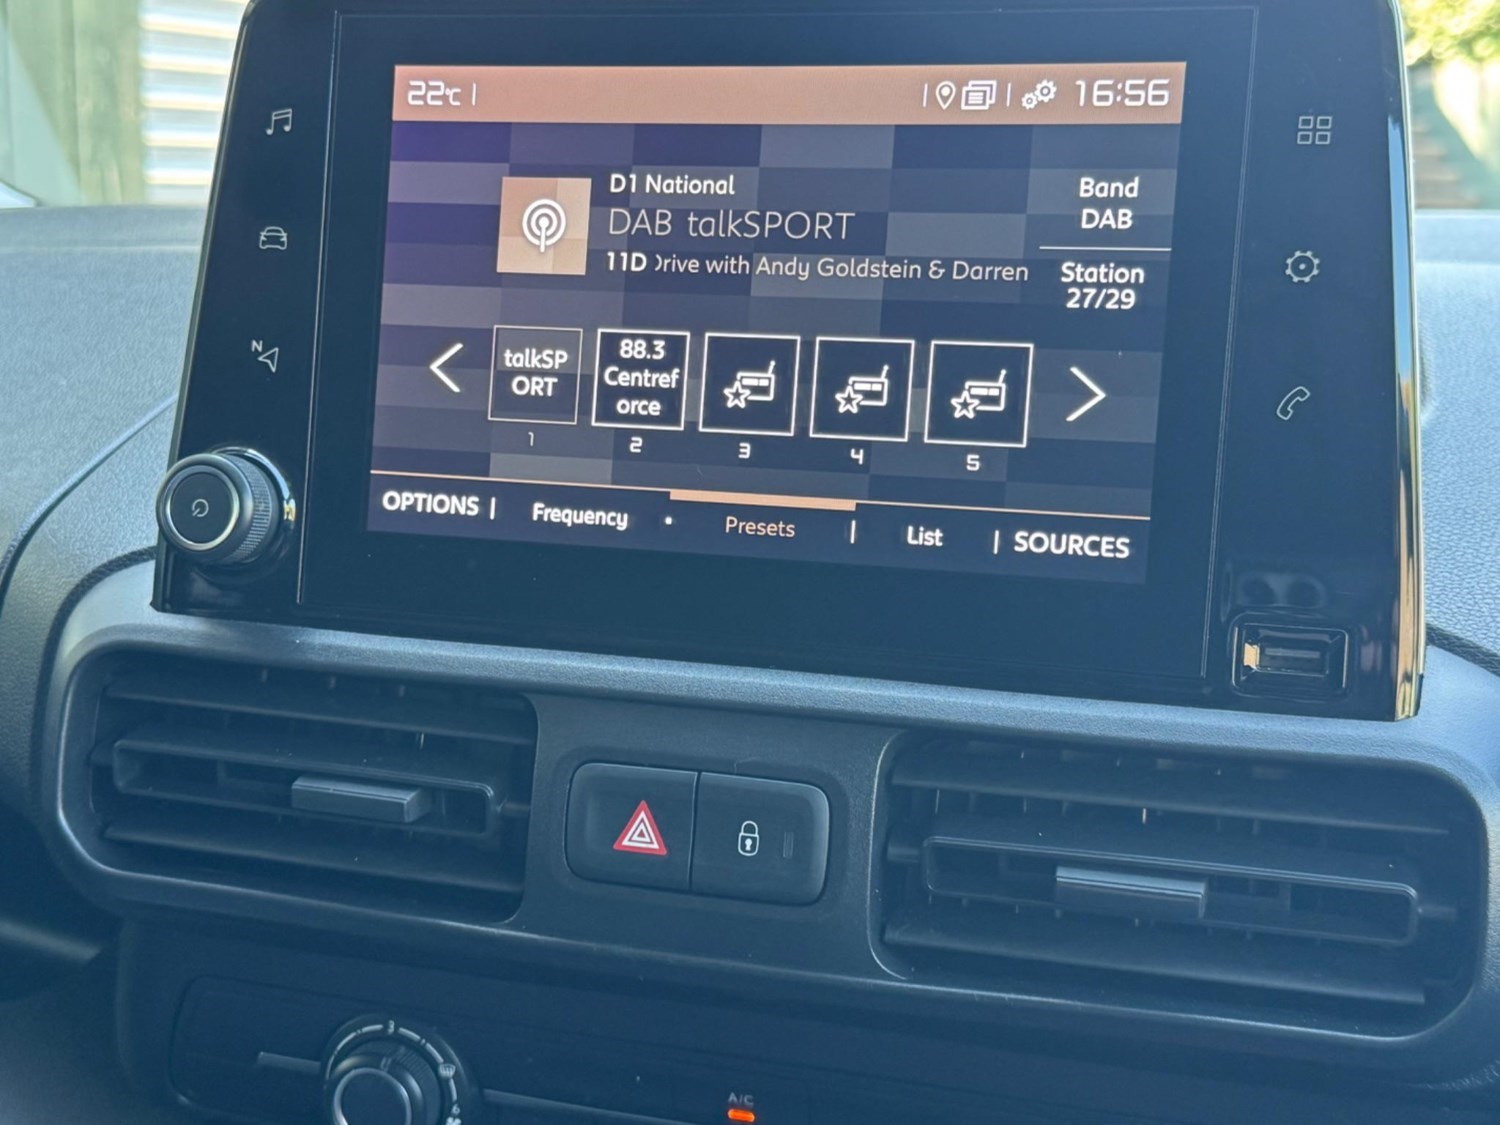 22°C
16:56
D1 National
DAB talkSPORT
11D Drive with Andy Goldstein & Darren
Band
DAB
Station
27/29
talkSP
ORT
88.3
Centref
orce
1
2
3
4
5
OPTIONS
Frequency
Presets
List
SOURCES
N
3
A/C